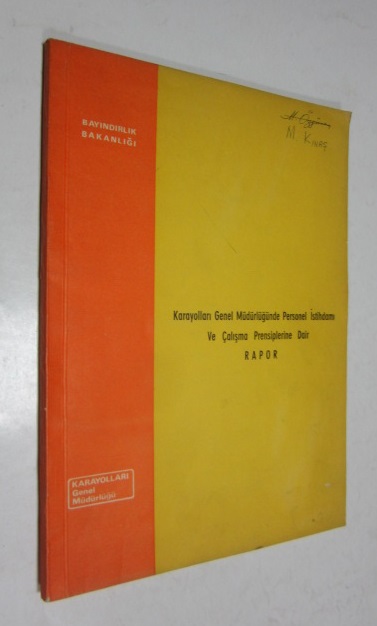 BAYINDIRLIK
BAKANLIĞI
Karayolları Genel Müdürlüğünde Personel İstihdamı
Ve Çalışma Prensiplerine Dair
RAPOR
KARAYOLLARI
Genel
Müdürlüğü